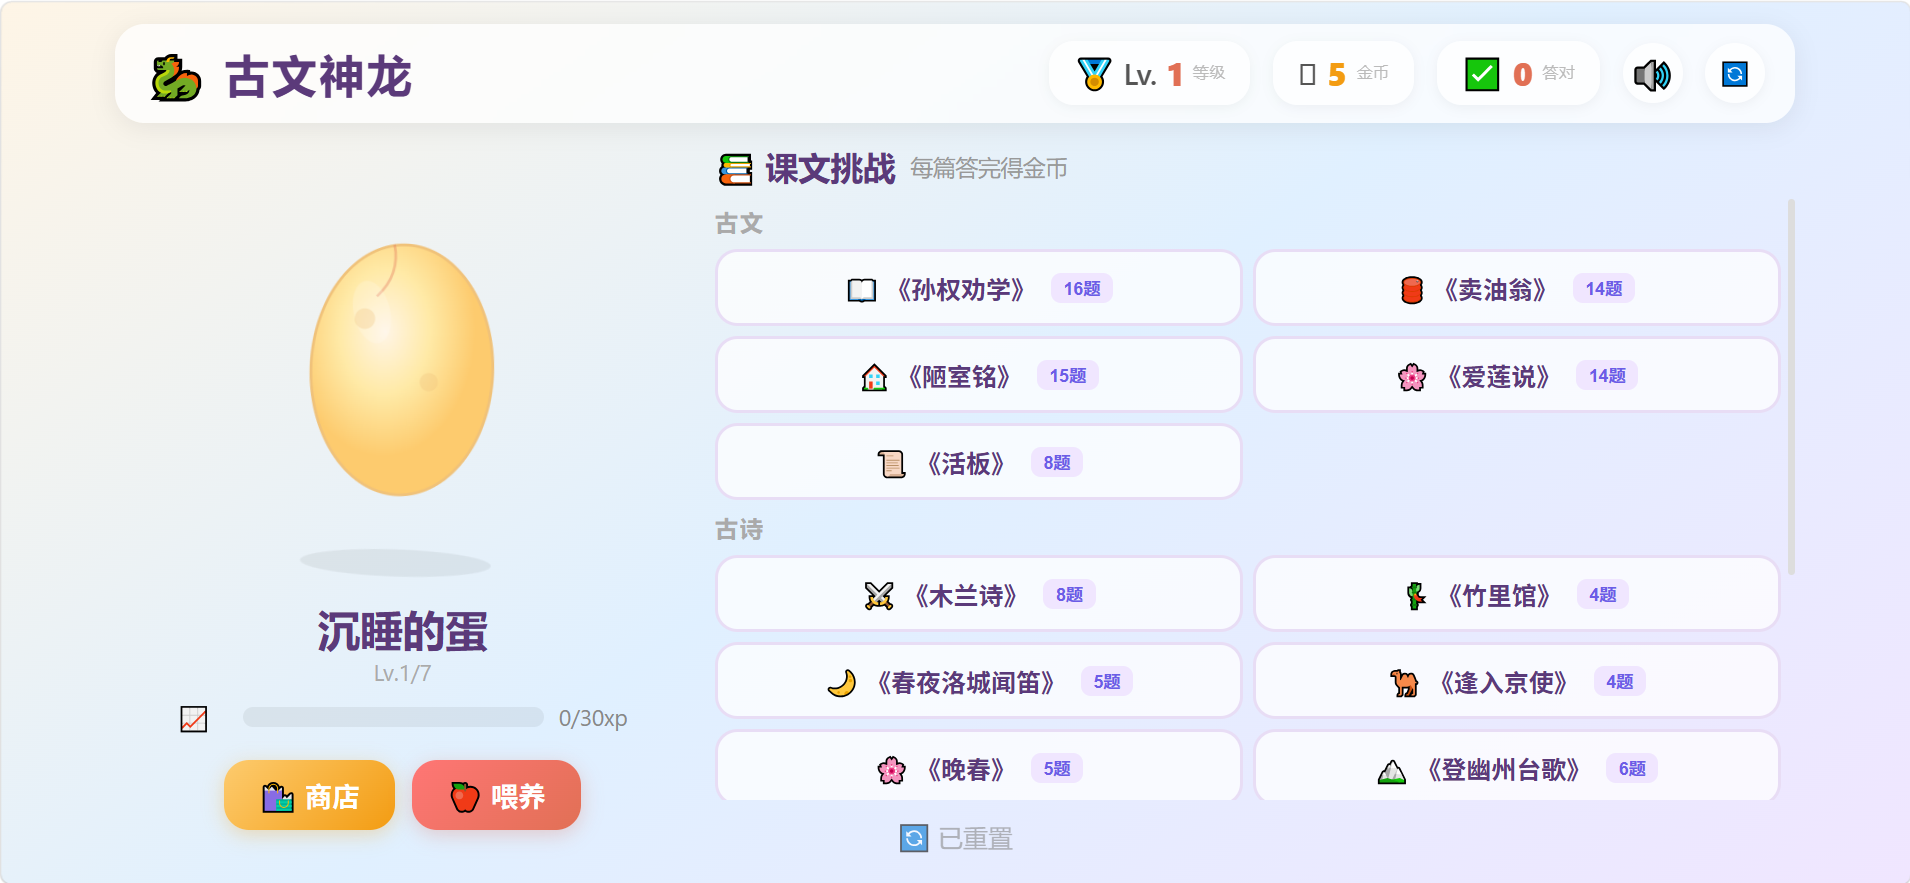 古文神龙
Lv. 1 等级
5 金币
0 答对
课文挑战 每篇答完得金币
古文
《孙权劝学》 16题
《卖油翁》 14题
《陋室铭》 15题
《爱莲说》 14题
《活板》 8题
古诗
《木兰诗》 8题
《竹里馆》 4题
《春夜洛城闻笛》 5题
《逢入京使》 4题
《晚春》 5题
《登幽州台歌》 6题
沉睡的蛋
Lv.1/7
0/30xp
商店
喂养
已重置